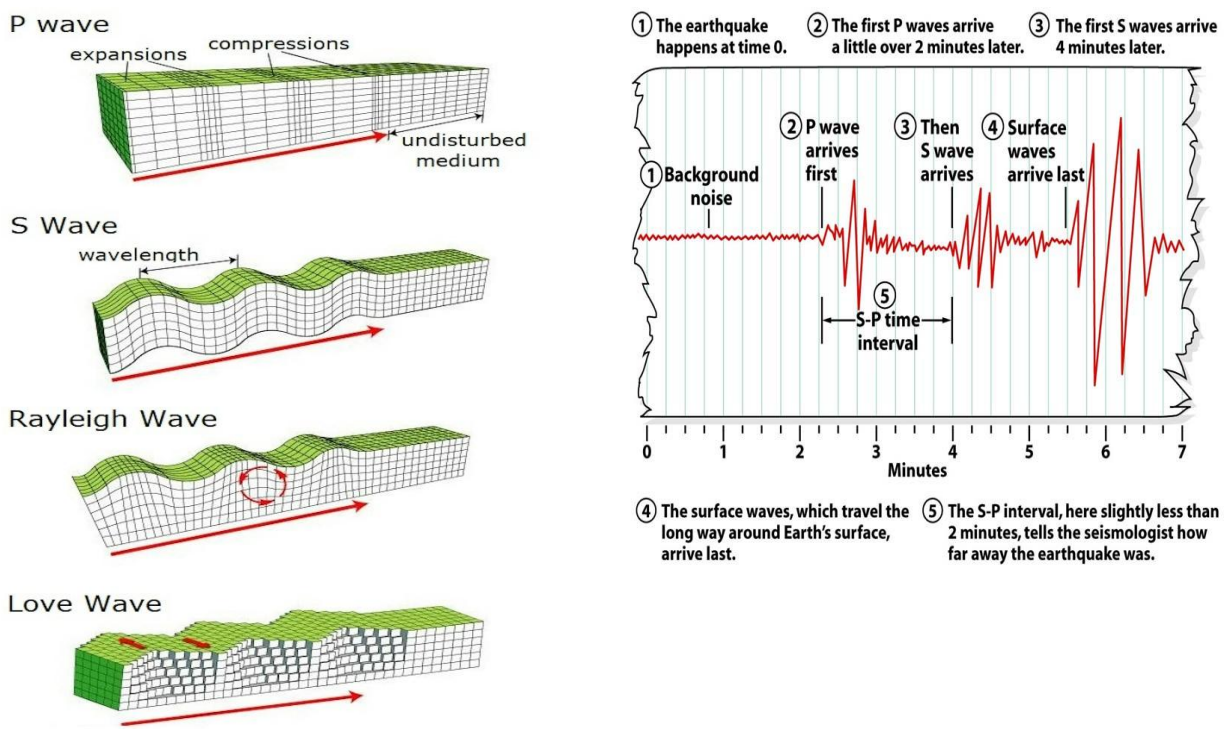 P wave
expansions
compressions
undisturbed
medium
S Wave
wavelength
Rayleigh Wave
Love Wave
① The earthquake
happens at time 0.
② The first P waves arrive
a little over 2 minutes later.
③ The first S waves arrive
4 minutes later.
① Background
noise
② P wave
arrives
first
③ Then
S wave
arrives
④ Surface
waves
arrive last
⑤
S-P time
interval
0 1 2 3 4 5 6 7
Minutes
④ The surface waves, which travel the
long way around Earth's surface,
arrive last.
⑤ The S-P interval, here slightly less than
2 minutes, tells the seismologist how
far away the earthquake was.